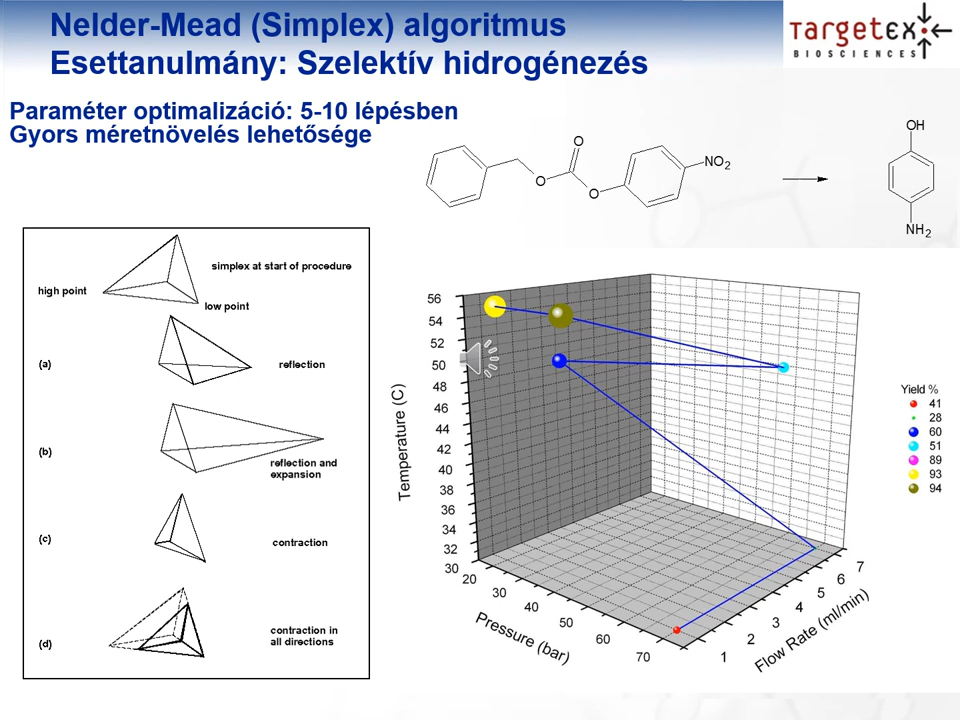 Nelder-Mead (Simplex) algoritmus
Esettanulmány: Szelektív hidrogénezés
TARGETEX
BIOSCIENCES
Paraméter optimalizáció: 5-10 lépésben
Gyors méretnövelés lehetősége
O
O
O
NO2
OH
NH2
simplex at start of procedure
high point
low point
(a)
reflection
(b)
reflection and
expansion
(c)
contraction
(d)
contraction in
all directions
Temperature (C)
56
54
52
50
48
46
44
42
40
38
36
34
32
30
20
30
40
50
60
70
Pressure (bar)
1
2
3
4
5
6
7
Flow Rate (ml/min)
Yield %
41
28
60
51
89
93
94